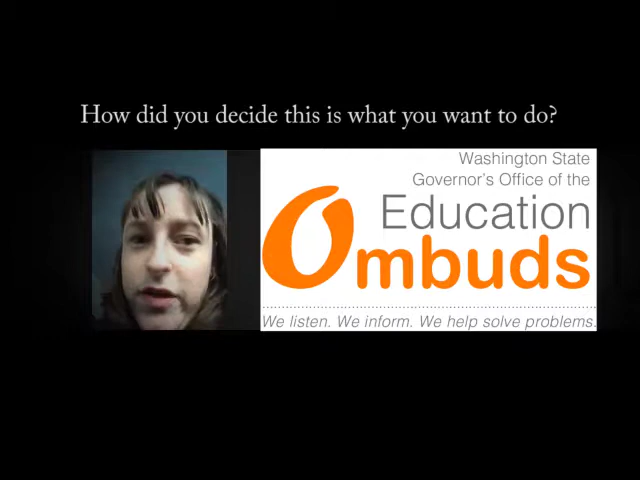 How did you decide this is what you want to do?
Washington State
Governor's Office of the
Education
Ombuds
We listen. We inform. We help solve problems.